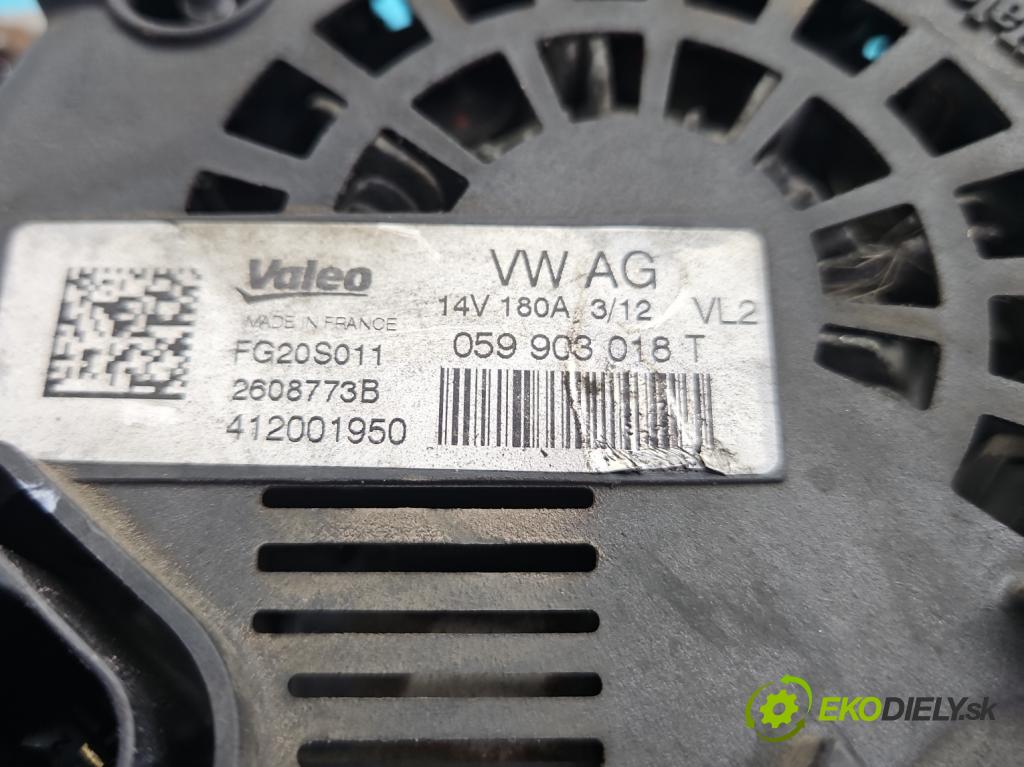 Valeo
MADE IN FRANCE
FG20S011
2608773B
412001950
VW AG
14V 180A 3/12 VL2
059 903 018 T
EKODIELY.sk